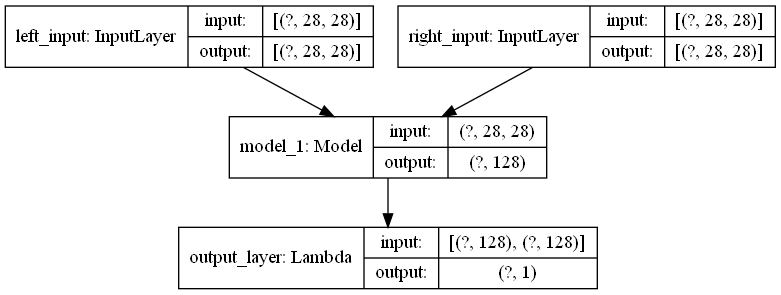 left_input: InputLayer
input: [(?, 28, 28)]
output: [(?, 28, 28)]
right_input: InputLayer
input: [(?, 28, 28)]
output: [(?, 28, 28)]
model_1: Model
input: (?, 28, 28)
output: (?, 128)
output_layer: Lambda
input: [(?, 128), (?, 128)]
output: (?, 1)